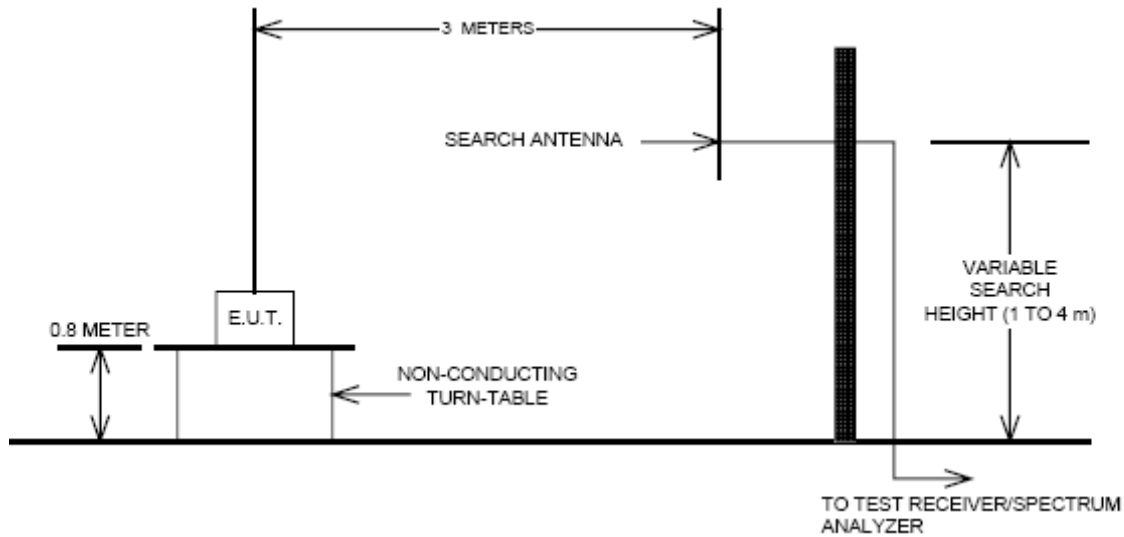 3 METERS
SEARCH ANTENNA
VARIABLE
SEARCH
HEIGHT (1 TO 4 m)
E.U.T.
0.8 METER
NON-CONDUCTING
TURN-TABLE
TO TEST RECEIVER/SPECTRUM
ANALYZER